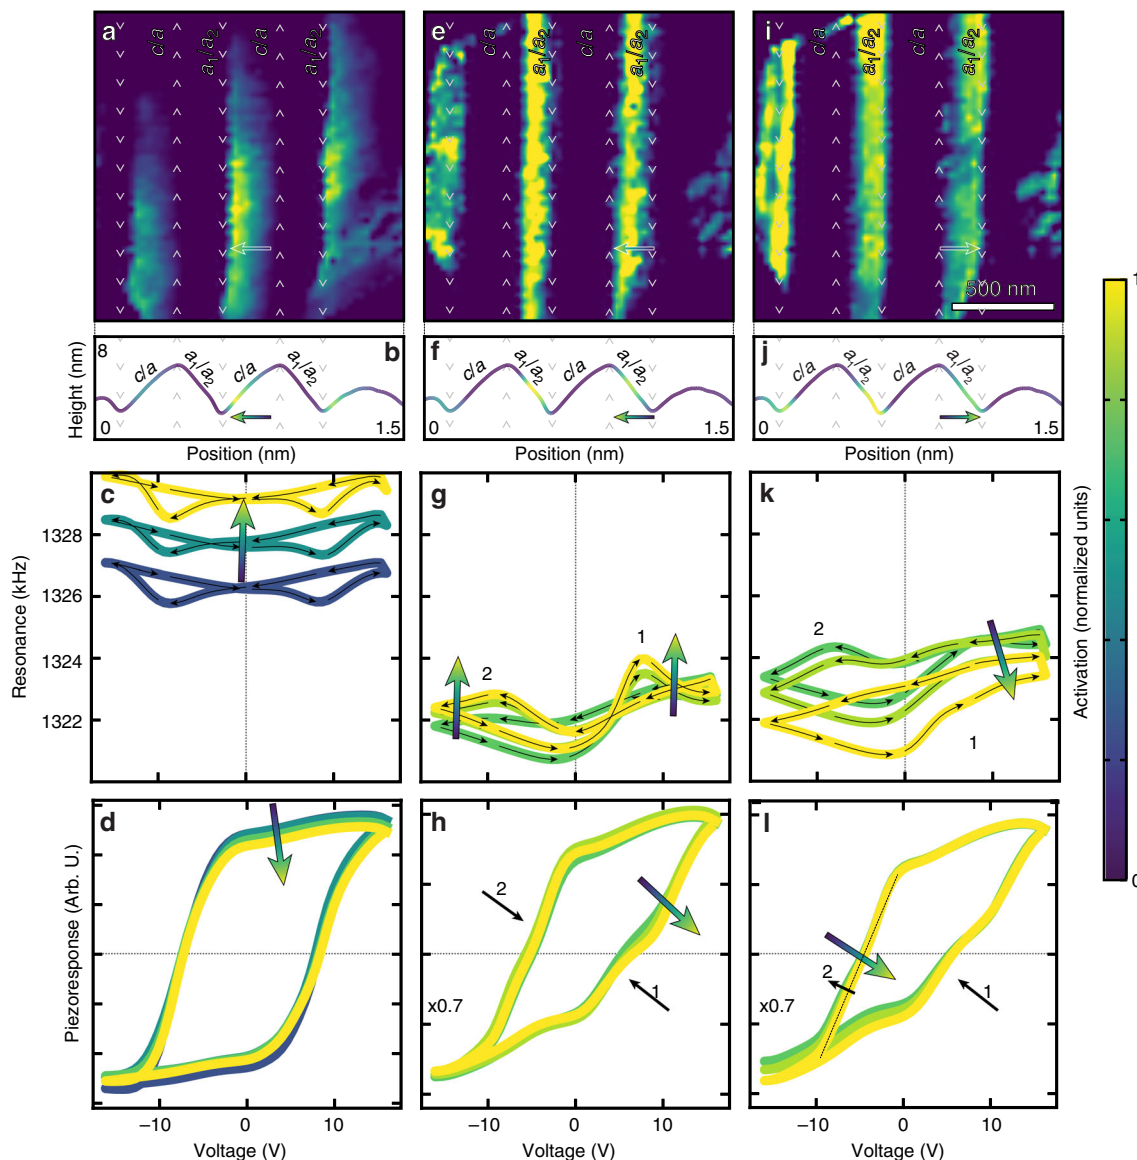 a
c/a
a1/a2
c/a
a1/a2
e
c/a
a1/a2
c/a
a1/a2
i
c/a
a1/a2
c/a
a1/a2
500 nm
Height (nm)
8
0
c/a
a1/a2
c/a
a1/a2
b
1.5
f
0
c/a
a1/a2
c/a
a1/a2
1.5
j
0
c/a
a1/a2
c/a
a1/a2
1.5
Position (nm)
Position (nm)
Position (nm)
Resonance (kHz)
1328
1326
1324
1322
c
g
1
2
k
2
1
Activation (normalized units)
1
0
Piezoresponse (Arb. U.)
d
h
2
1
x0.7
l
2
1
x0.7
−10 0 10
−10 0 10
−10 0 10
Voltage (V)
Voltage (V)
Voltage (V)